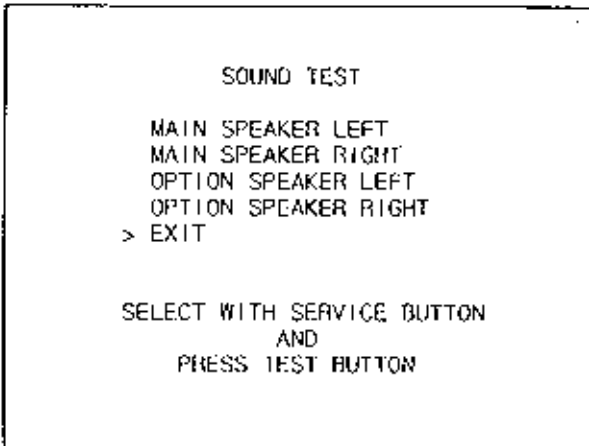 SOUND TEST
MAIN SPEAKER LEFT
MAIN SPEAKER RIGHT
OPTION SPEAKER LEFT
OPTION SPEAKER RIGHT
> EXIT
SELECT WITH SERVICE BUTTON
AND
PRESS TEST BUTTON